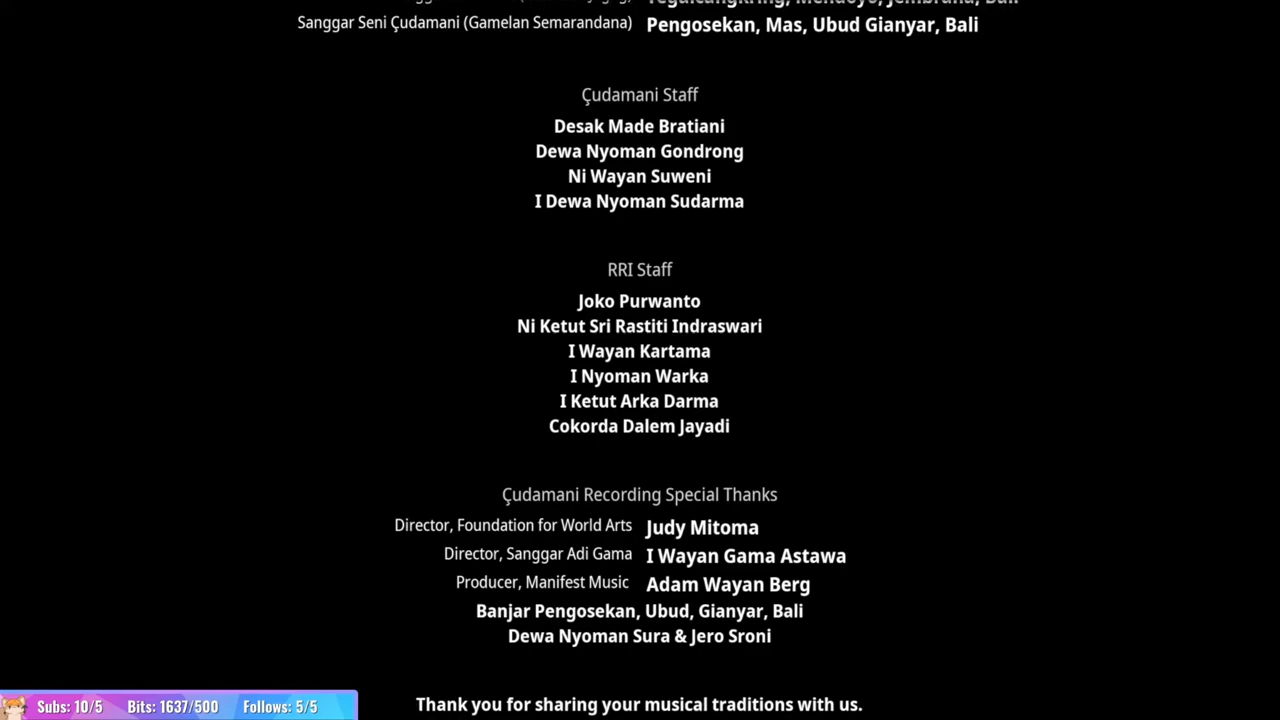 Tegalcangkring, Mendoyo, Jembrana, Bali
Sanggar Seni Çudamani (Gamelan Semarandana) Pengosekan, Mas, Ubud Gianyar, Bali
Çudamani Staff
Desak Made Bratiani
Dewa Nyoman Gondrong
Ni Wayan Suweni
I Dewa Nyoman Sudarma
RRI Staff
Joko Purwanto
Ni Ketut Sri Rastiti Indraswari
I Wayan Kartama
I Nyoman Warka
I Ketut Arka Darma
Cokorda Dalem Jayadi
Çudamani Recording Special Thanks
Director, Foundation for World Arts Judy Mitoma
Director, Sanggar Adi Gama I Wayan Gama Astawa
Producer, Manifest Music Adam Wayan Berg
Banjar Pengosekan, Ubud, Gianyar, Bali
Dewa Nyoman Sura & Jero Sroni
Thank you for sharing your musical traditions with us.
Subs: 10/5 Bits: 1637/500 Follows: 5/5